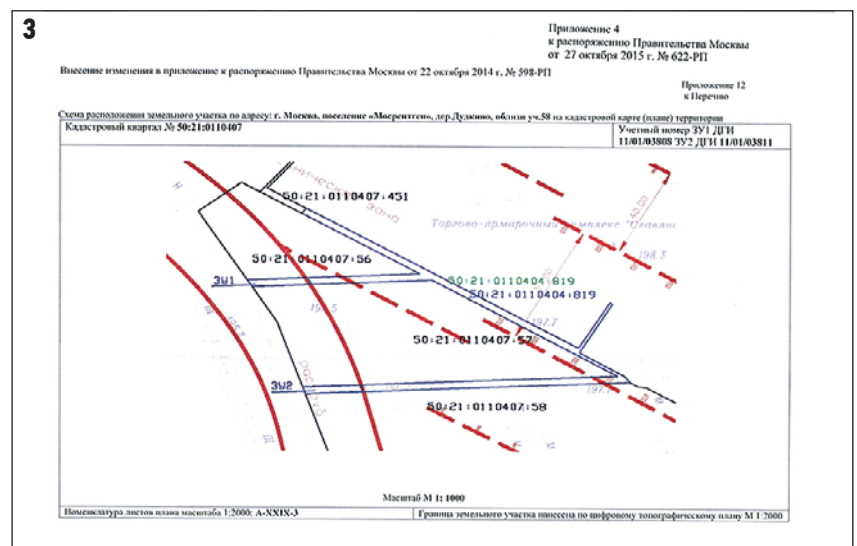 3
Приложение 4
к распоряжению Правительства Москвы
от 27 октября 2015 г. № 622-РП
Внесение изменения в приложение к распоряжению Правительства Москвы от 22 октября 2014 г. № 598-РП
Приложение 12
к Перечню
Схема расположения земельного участка по адресу: г. Москва, поселение «Мосрентген», дер.Дудкино, вблизи уч.58 на кадастровой карте (плане) территории
Кадастровый квартал № 50:21:0110407
Учетный номер ЗУ1 ДГИ
11/01/03808 ЗУ2 ДГИ 11/01/03811
50:21:0110407:451
40.00
Торгово-ярмарочный комплекс
198.3
50:21:0110407:56
ЗУ1
50:21:0110404:819
50:21:0110404:819
197.7
50:21:0110407:57
ЗУ2
50:21:0110407:58
Масштаб М 1: 1000
Номенклатура листов плана масштаба 1:2000: А-XXIX-3
Граница земельного участка нанесена по цифровому топографическому плану М 1:2000